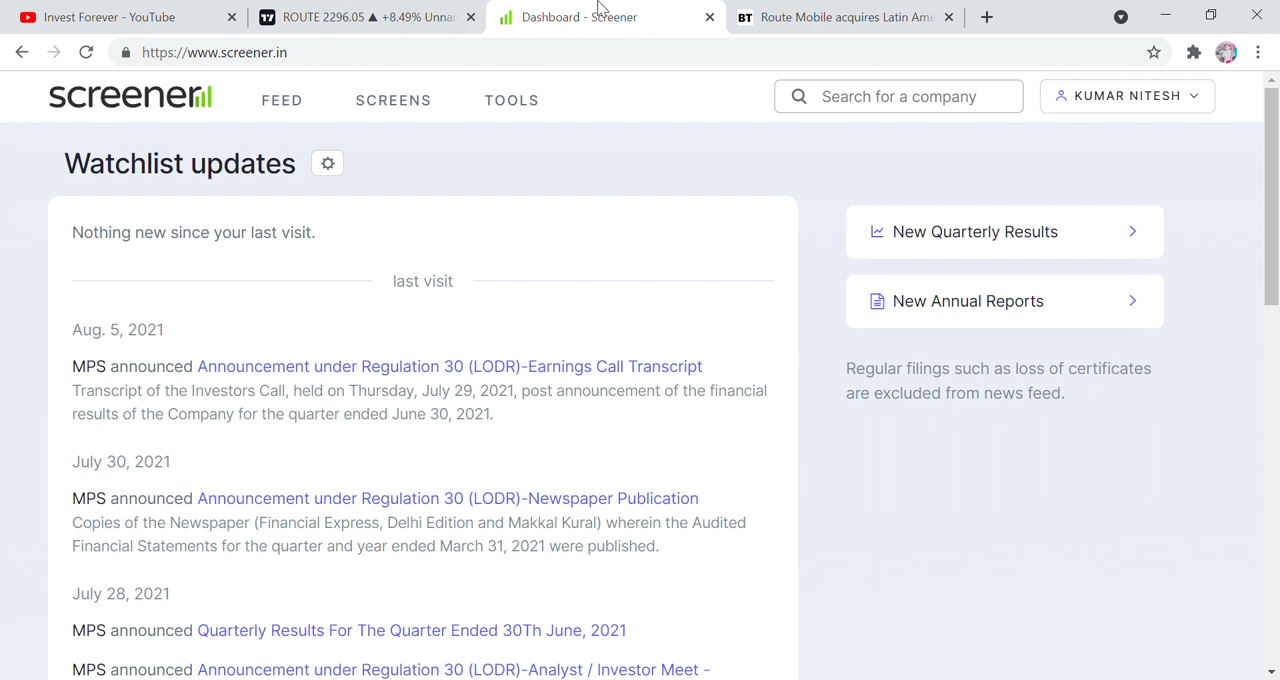 Invest Forever - YouTube
ROUTE 2296.05 ▲ +8.49% Unnar
Dashboard - Screener
BT Route Mobile acquires Latin Ame
https://www.screener.in
screener
FEED
SCREENS
TOOLS
Search for a company
KUMAR NITESH
Watchlist updates
Nothing new since your last visit.
last visit
Aug. 5, 2021
MPS announced Announcement under Regulation 30 (LODR)-Earnings Call Transcript
Transcript of the Investors Call, held on Thursday, July 29, 2021, post announcement of the financial
results of the Company for the quarter ended June 30, 2021.
July 30, 2021
MPS announced Announcement under Regulation 30 (LODR)-Newspaper Publication
Copies of the Newspaper (Financial Express, Delhi Edition and Makkal Kural) wherein the Audited
Financial Statements for the quarter and year ended March 31, 2021 were published.
July 28, 2021
MPS announced Quarterly Results For The Quarter Ended 30Th June, 2021
MPS announced Announcement under Regulation 30 (LODR)-Analyst / Investor Meet -
New Quarterly Results
New Annual Reports
Regular filings such as loss of certificates
are excluded from news feed.